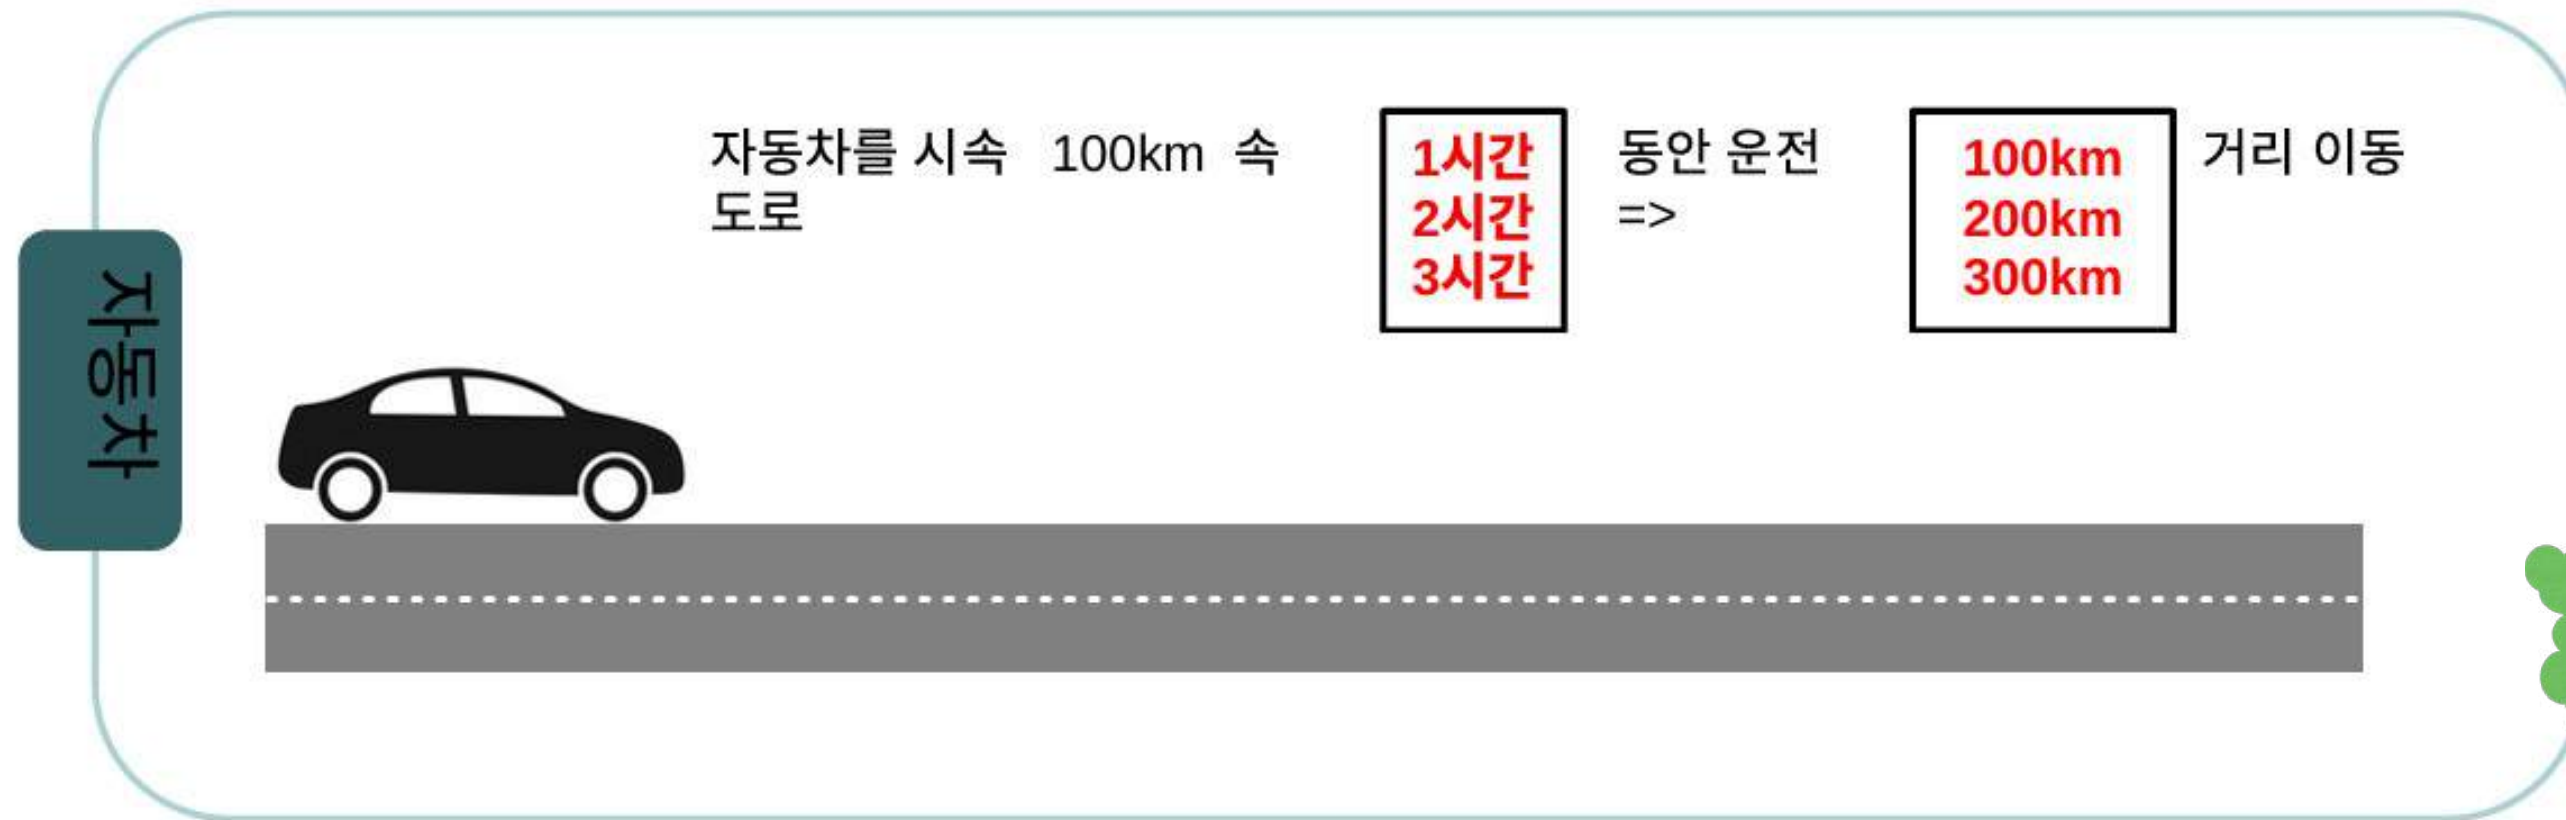 자동차를 시속 100km 속
도로
1시간
2시간
3시간
동안 운전
=>
100km
200km
300km
거리 이동
자동차